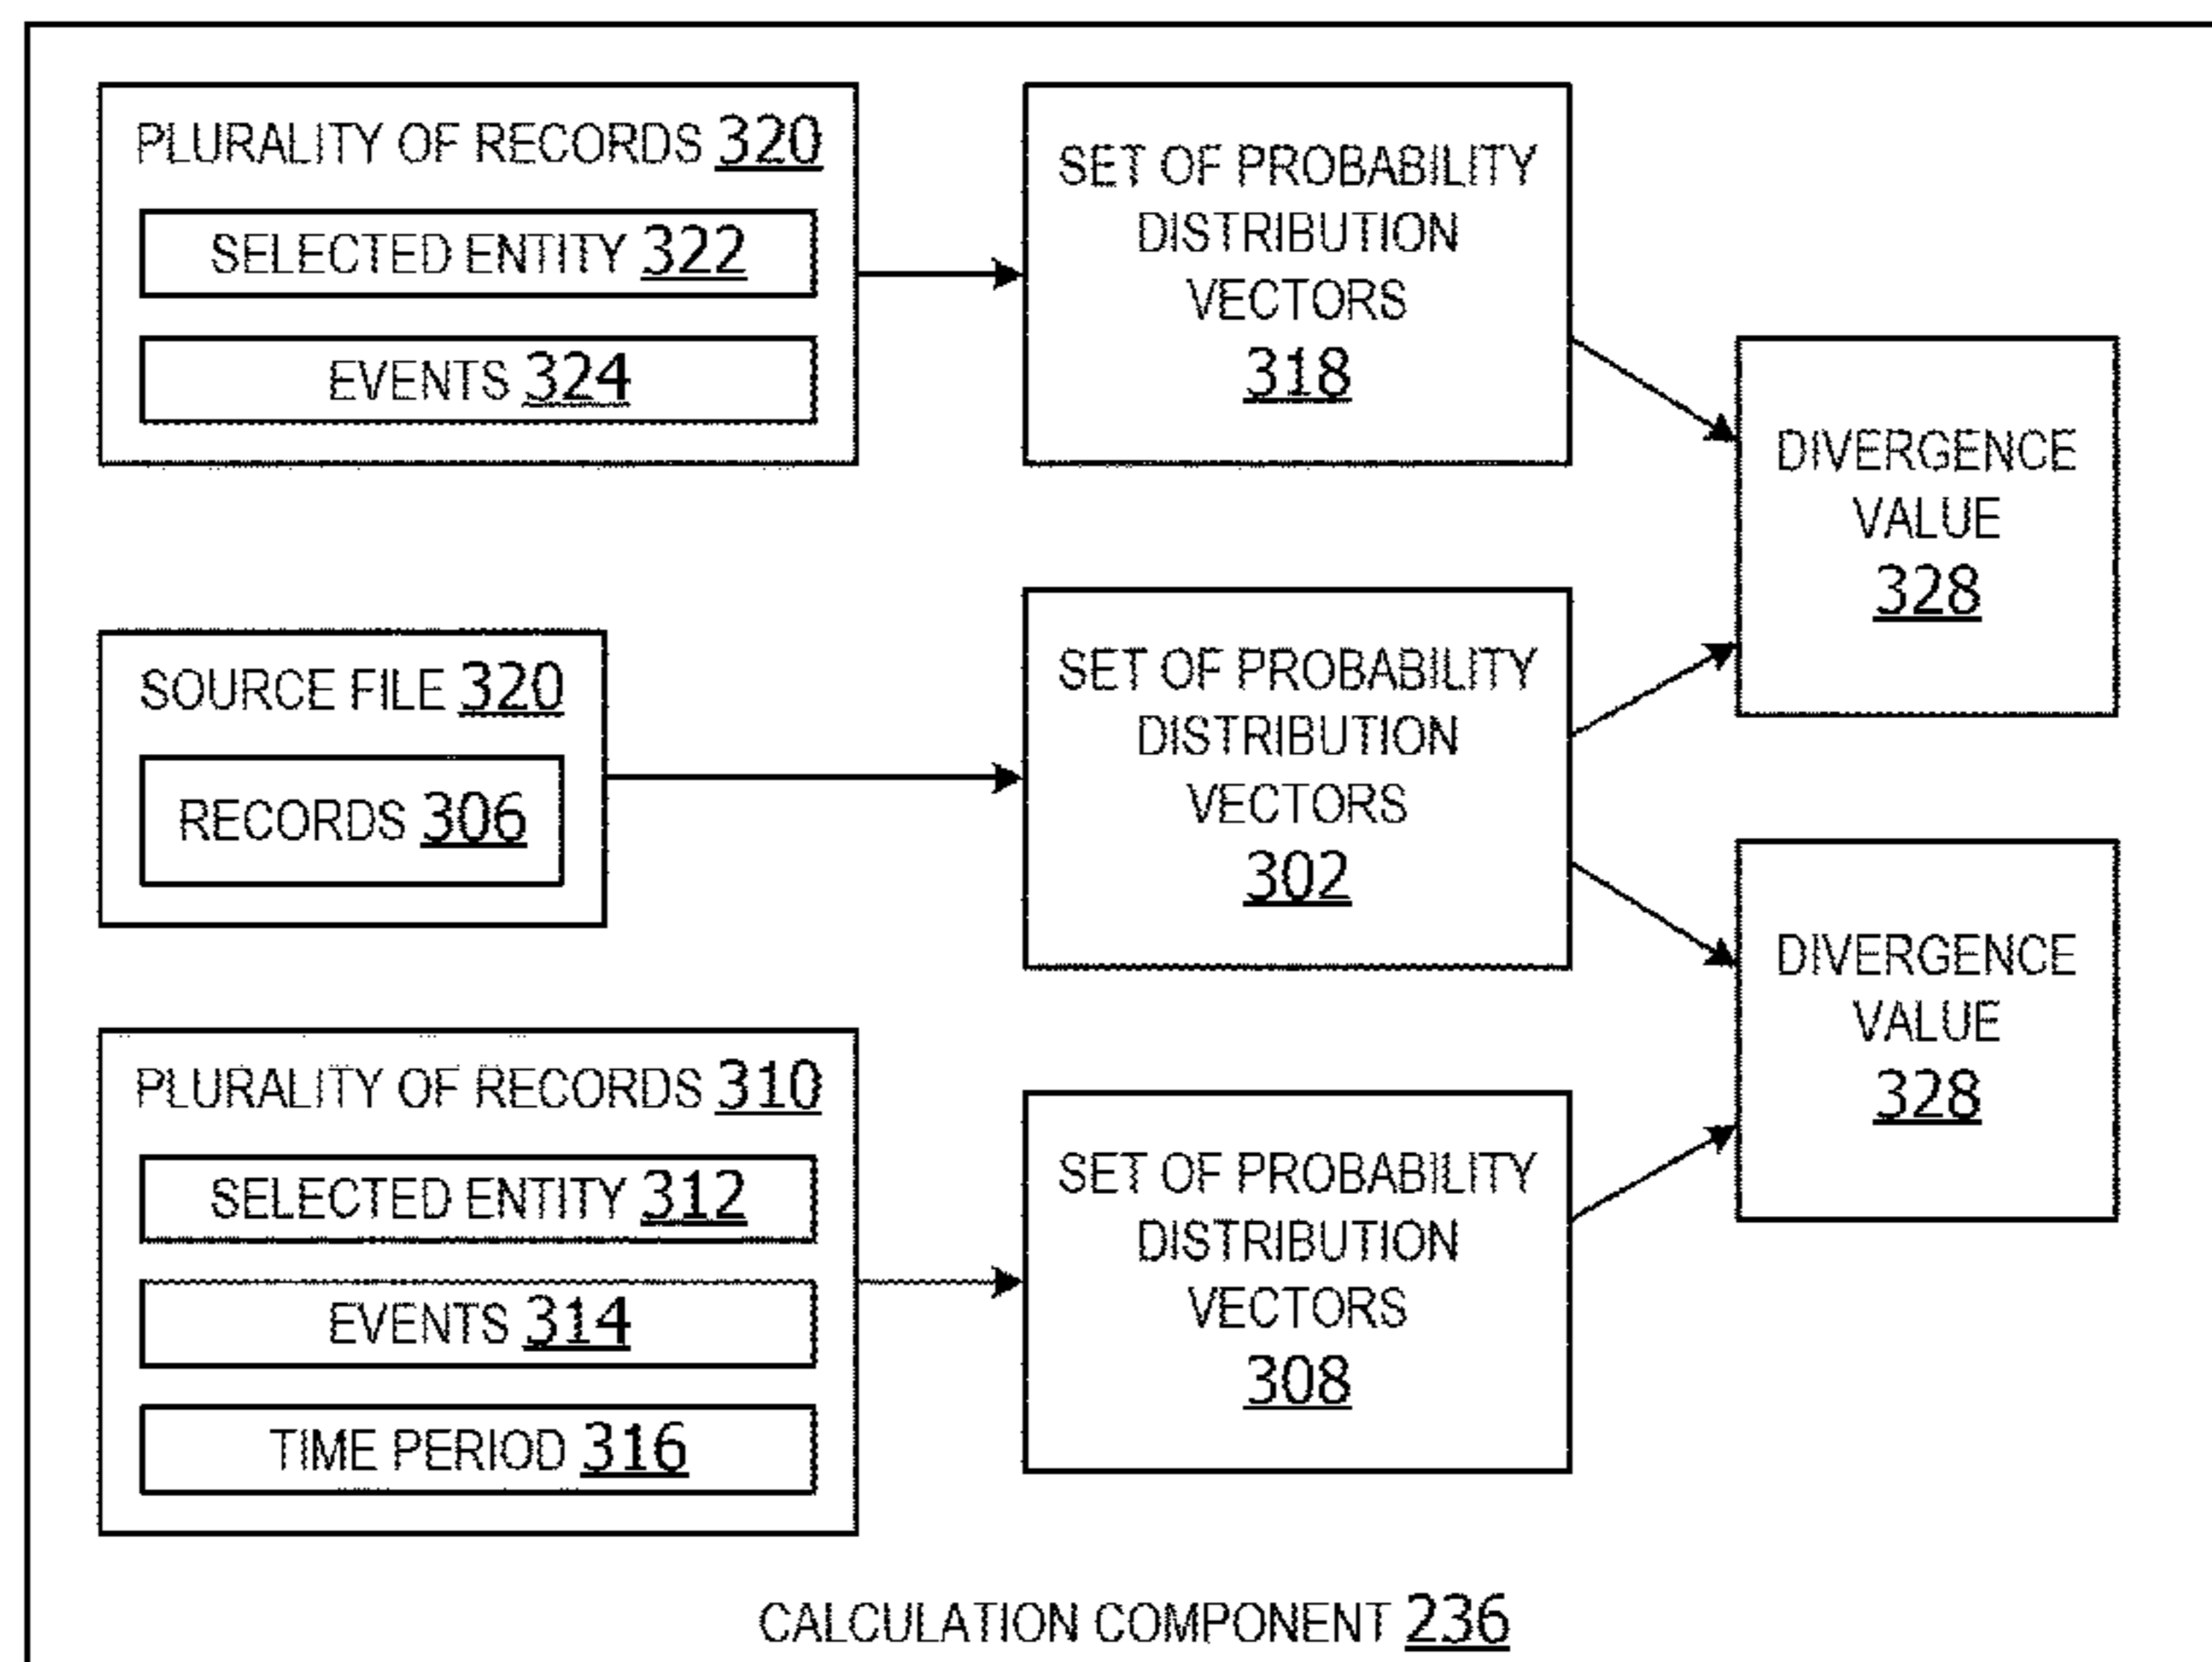 PLURALITY OF RECORDS 320
SELECTED ENTITY 322
EVENTS 324
SET OF PROBABILITY
DISTRIBUTION
VECTORS
318
DIVERGENCE
VALUE
328
SOURCE FILE 320
RECORDS 306
SET OF PROBABILITY
DISTRIBUTION
VECTORS
302
DIVERGENCE
VALUE
328
PLURALITY OF RECORDS 310
SELECTED ENTITY 312
EVENTS 314
TIME PERIOD 316
SET OF PROBABILITY
DISTRIBUTION
VECTORS
308
CALCULATION COMPONENT 236